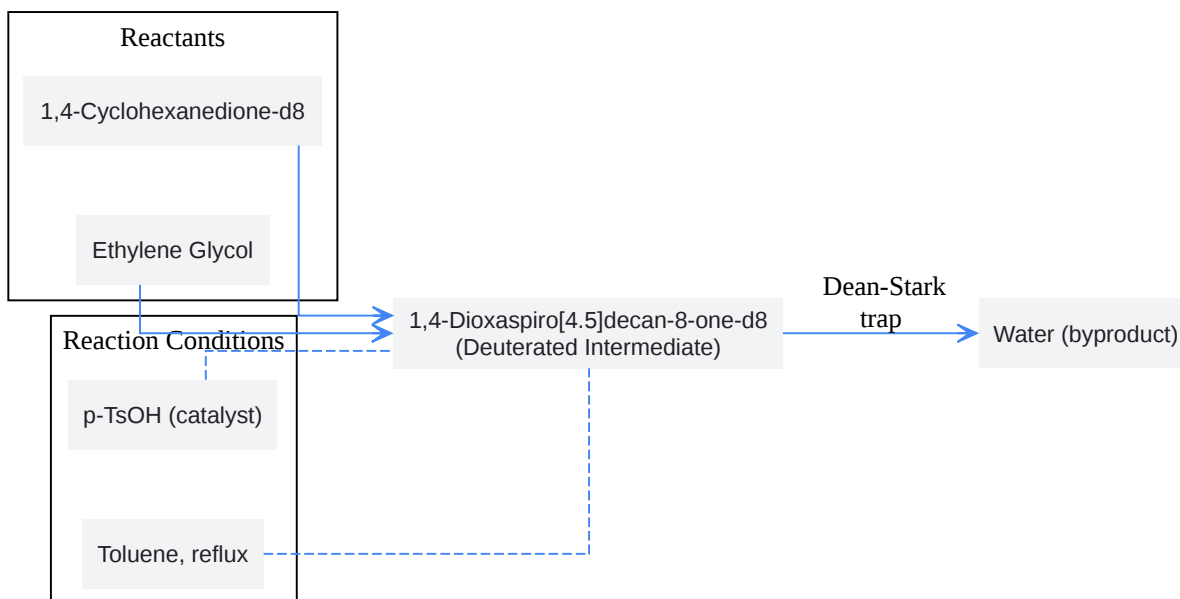 Reactants
1,4-Cyclohexanedione-d8
Ethylene Glycol
Reaction Conditions
p-TsOH (catalyst)
Toluene, reflux
1,4-Dioxaspiro[4.5]decan-8-one-d8
(Deuterated Intermediate)
Dean-Stark
trap
Water (byproduct)